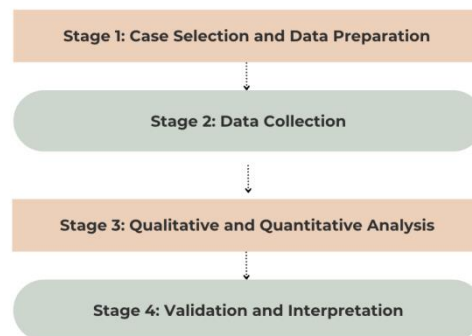 Stage 1: Case Selection and Data Preparation
Stage 2: Data Collection
Stage 3: Qualitative and Quantitative Analysis
Stage 4: Validation and Interpretation